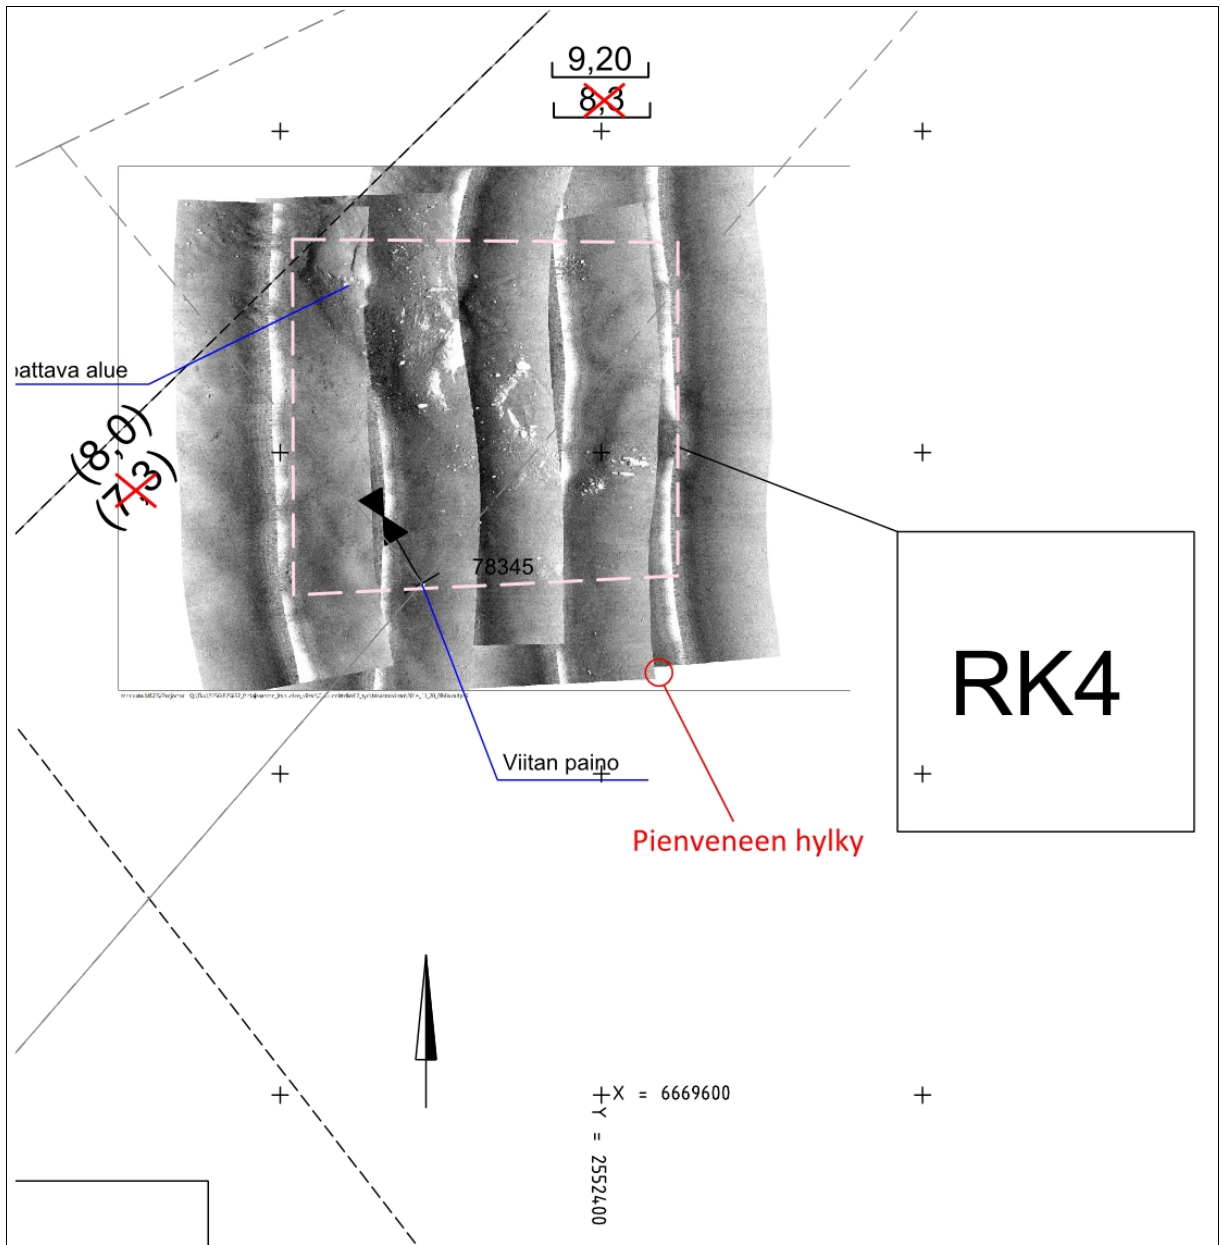 9,20
8,3
pattava alue
(8,0)
(7,3)
78345
RK4
Viitan paino
Pienveneen hylky
X = 6669600
Y = 2552400